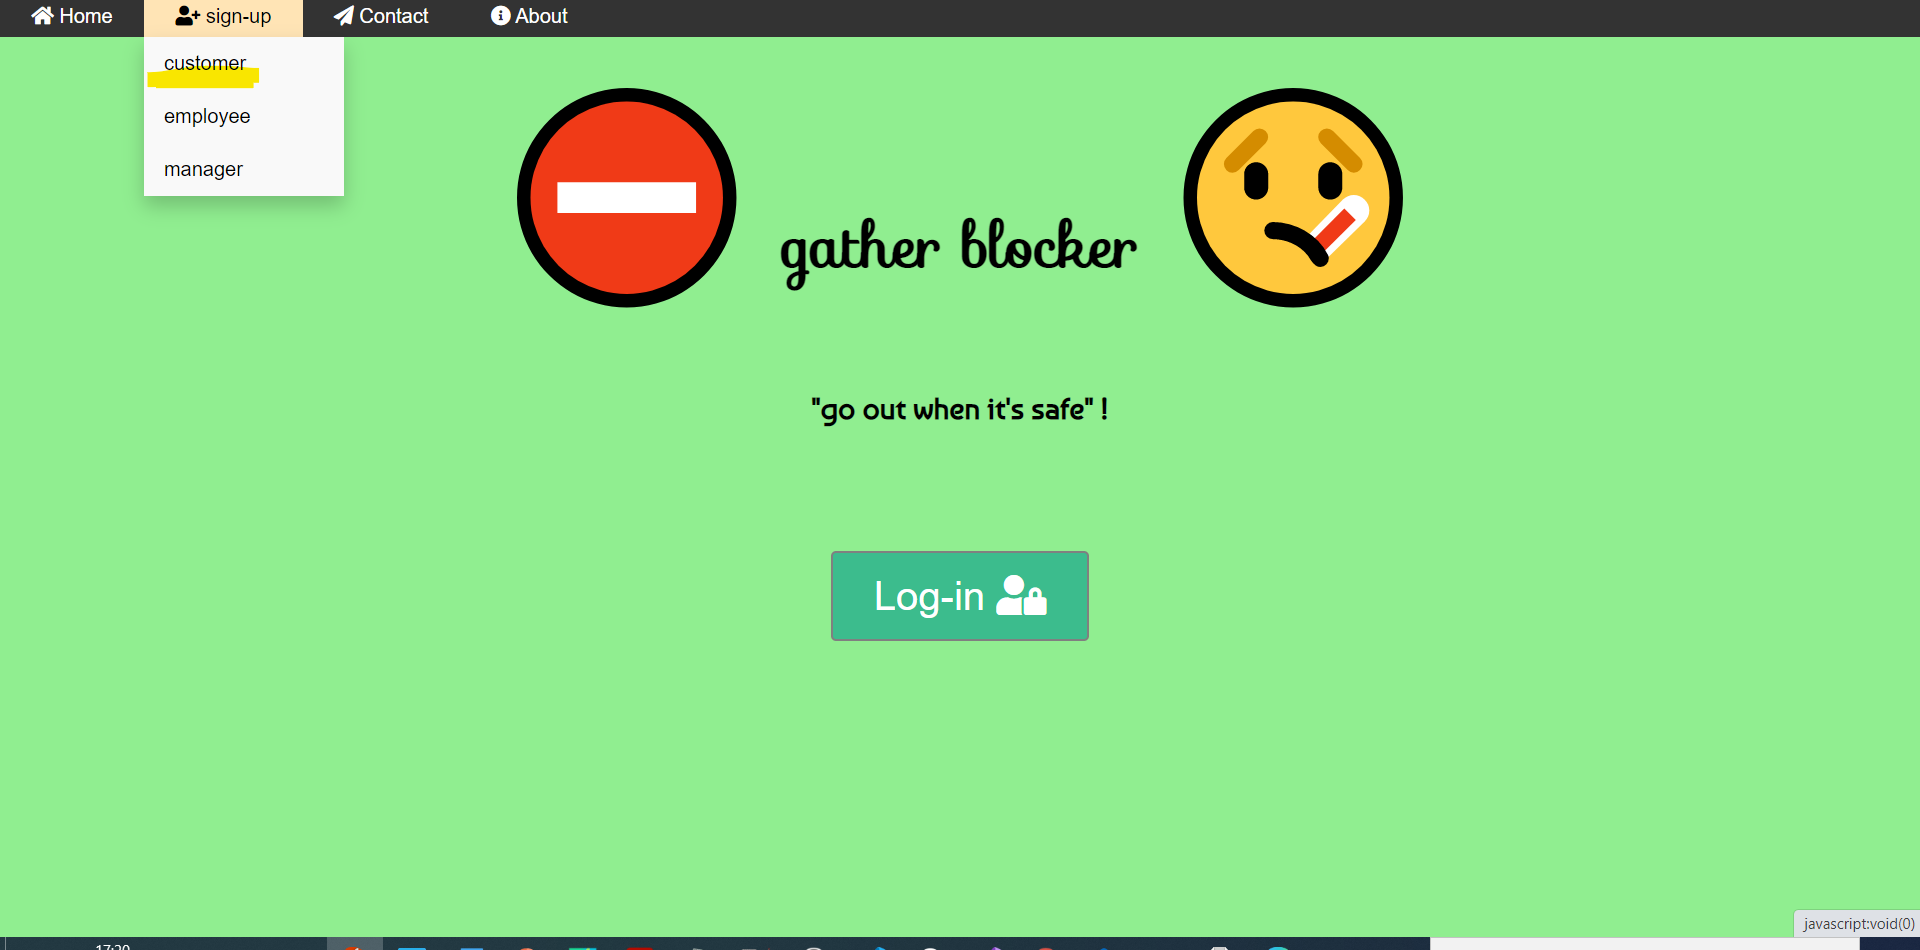 Home sign-up Contact About
customer
employee
manager
gather blocker
"go out when it's safe" !
Log-in
javascript:void(0)